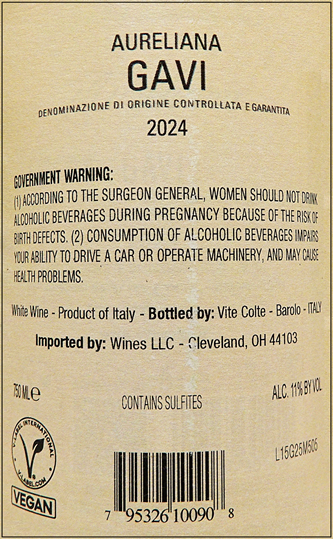 AURELIANA
GAVI
DENOMINAZIONE DI ORIGINE CONTROLLATA E GARANTITA
2024
GOVERNMENT WARNING:
(1) ACCORDING TO THE SURGEON GENERAL, WOMEN SHOULD NOT DRINK
ALCOHOLIC BEVERAGES DURING PREGNANCY BECAUSE OF THE RISK OF
BIRTH DEFECTS. (2) CONSUMPTION OF ALCOHOLIC BEVERAGES IMPAIRS
YOUR ABILITY TO DRIVE A CAR OR OPERATE MACHINERY, AND MAY CAUSE
HEALTH PROBLEMS.
White Wine - Product of Italy - Bottled by: Vite Colte - Barolo - ITALY
Imported by: Wines LLC - Cleveland, OH 44103
750 ML e
CONTAINS SULFITES
ALC. 11% BY VOL
L15G25M505
V-LABEL INTERNATIONAL
V-LABEL.COM
VEGAN
7 95326 10090 8